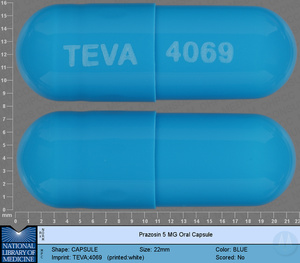 TEVA 4069
mm
Prazosin 5 MG Oral Capsule
NATIONAL
LIBRARY OF
MEDICINE
Shape: CAPSULE Size: 22mm Color: BLUE
Imprint: TEVA;4069 (printed white) Scored: No